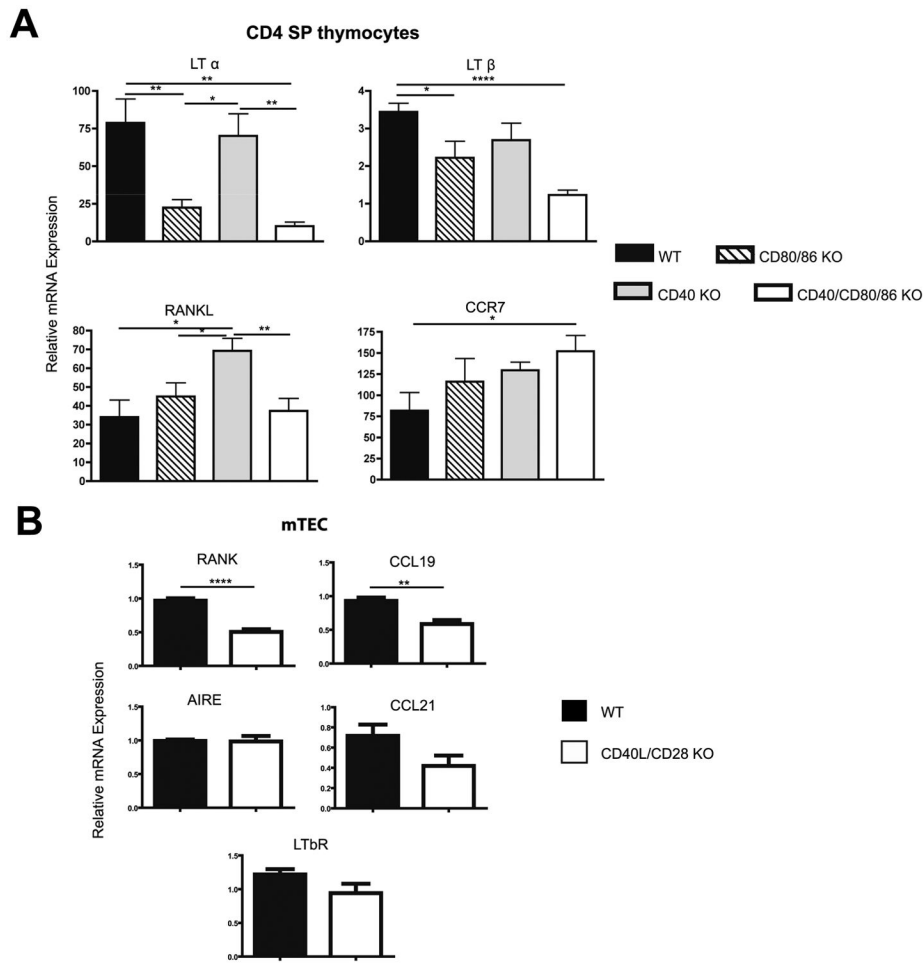 A
CD4 SP thymocytes
LT α
LT β
**
**
*
**
100
75
50
25
0
****
*
4
3
2
1
0
Relative mRNA Expression
WT
CD80/86 KO
CD40 KO
CD40/CD80/86 KO
RANKL
CCR7
*
*
**
80
70
60
50
40
30
20
10
0
*
175
150
125
100
75
50
25
0
B
mTEC
RANK
CCL19
****
1.5
1.0
0.5
0.0
**
1.5
1.0
0.5
0.0
Relative mRNA Expression
AIRE
CCL21
1.5
1.0
0.5
0.0
1.0
0.8
0.6
0.4
0.2
0.0
WT
CD40L/CD28 KO
LTbR
1.5
1.0
0.5
0.0